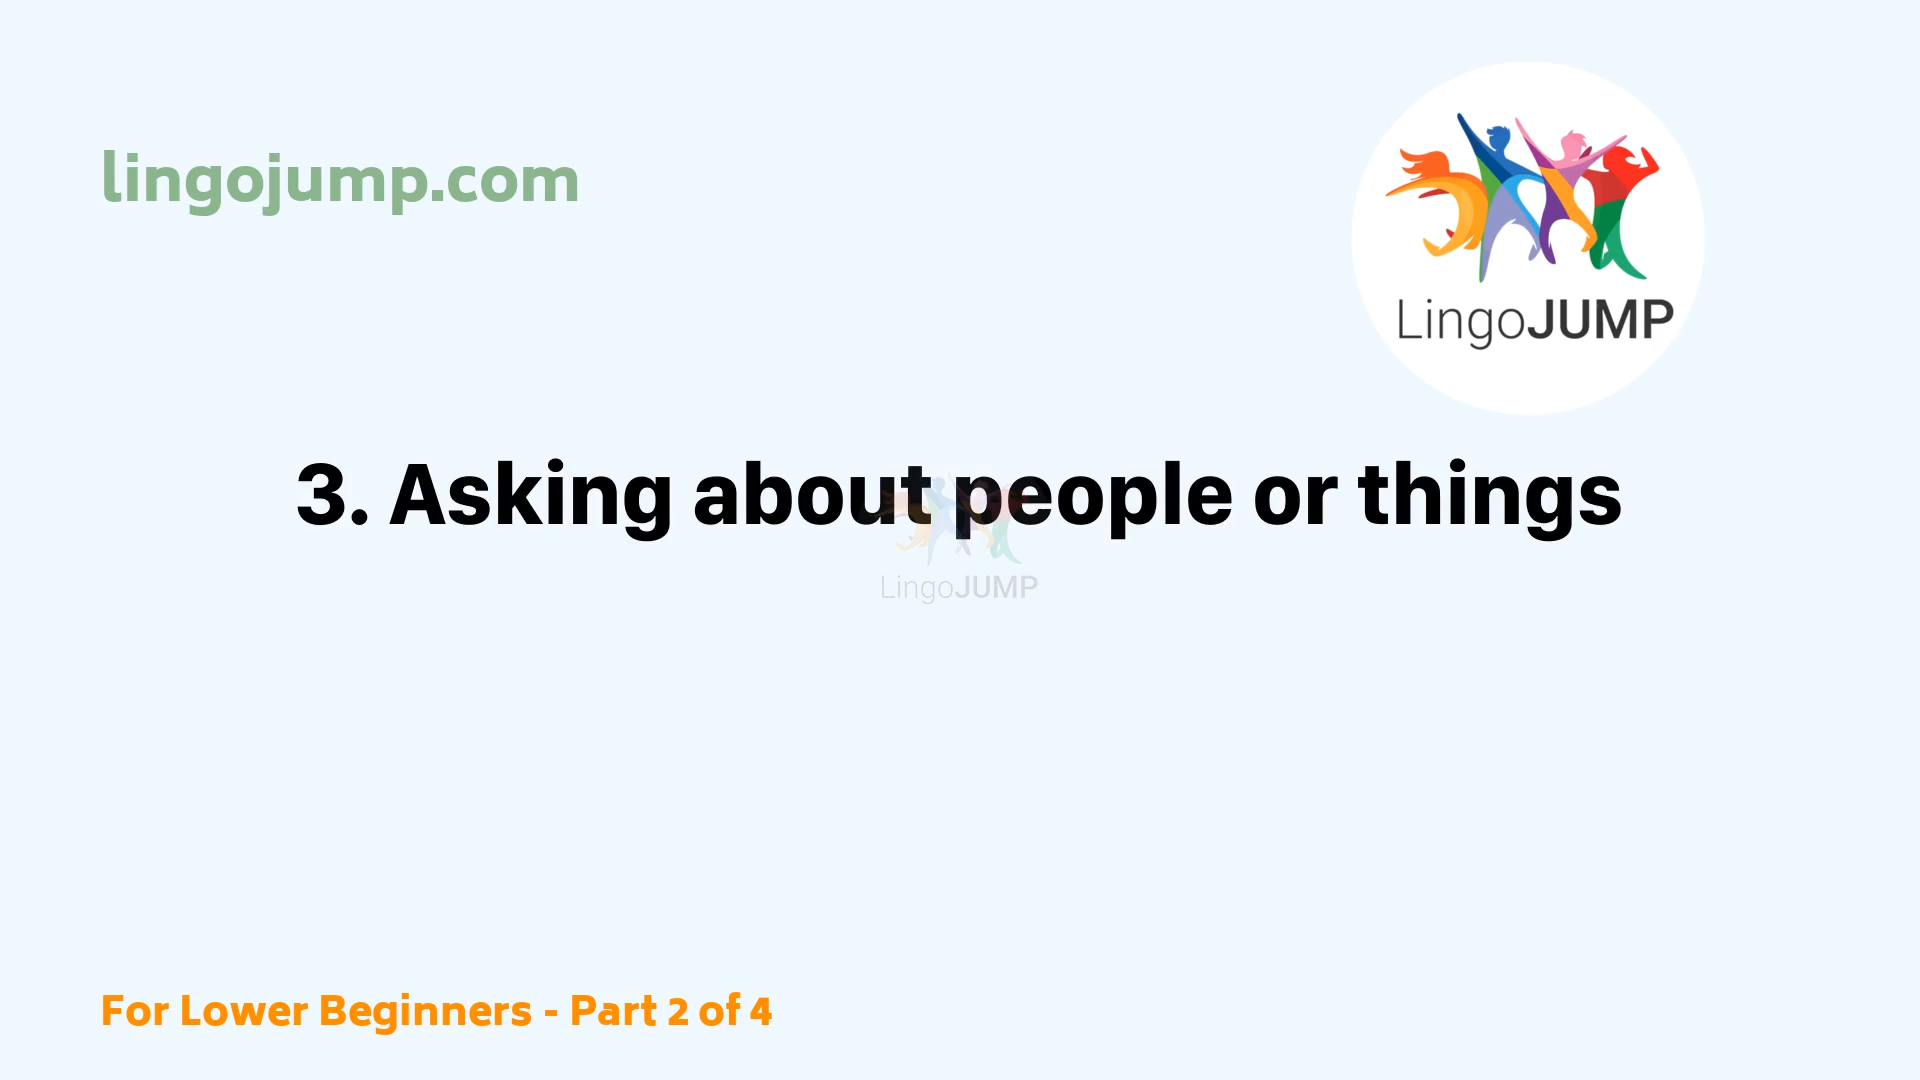 lingojump.com
LingoJUMP
3. Asking about people or things
LingoJUMP
For Lower Beginners - Part 2 of 4